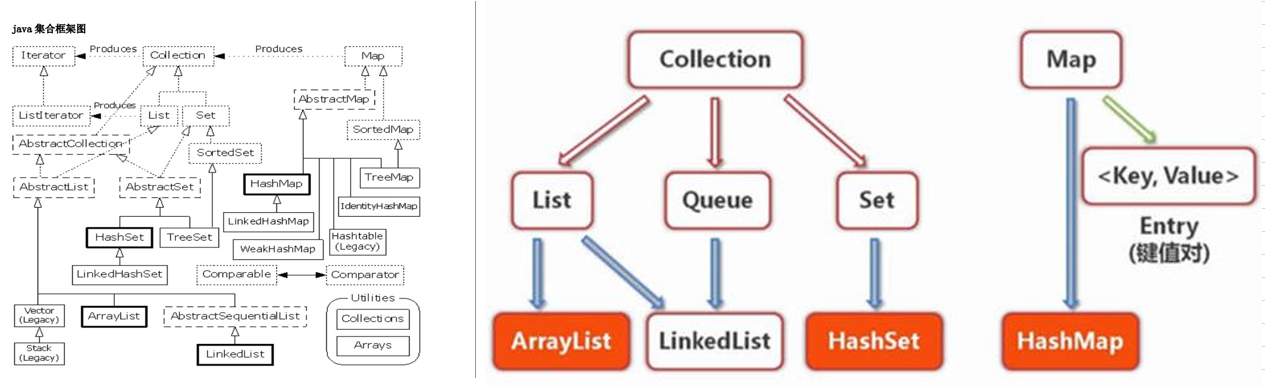 java 集合框架图
Iterator
Produces
Collection
Produces
Map
AbstractMap
ListIterator
Produces
List
Set
SortedMap
AbstractCollection
SortedSet
AbstractList
AbstractSet
HashMap
TreeMap
LinkedHashMap
IdentityHashMap
HashSet
TreeSet
WeakHashMap
Hashtable
(Legacy)
LinkedHashSet
Comparable
Comparator
Vector
(Legacy)
ArrayList
AbstractSequentialList
Utilities
Collections
Arrays
Stack
(Legacy)
LinkedList
Collection
Map
List
Queue
Set
<Key, Value>
Entry
(键值对)
ArrayList
LinkedList
HashSet
HashMap